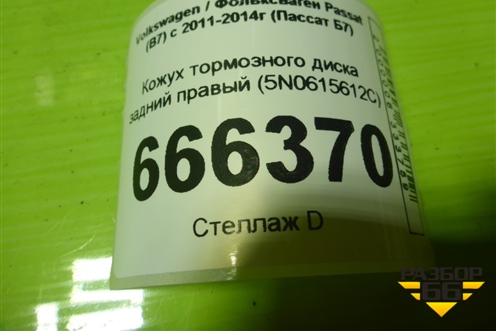 Volkswagen / Фольксваген Passat
(B7) с 2011-2014г (Пассат Б7)
Кожух тормозного диска
задний правый (5N0615612C)
666370
Стеллаж D
РАЗБОР
66